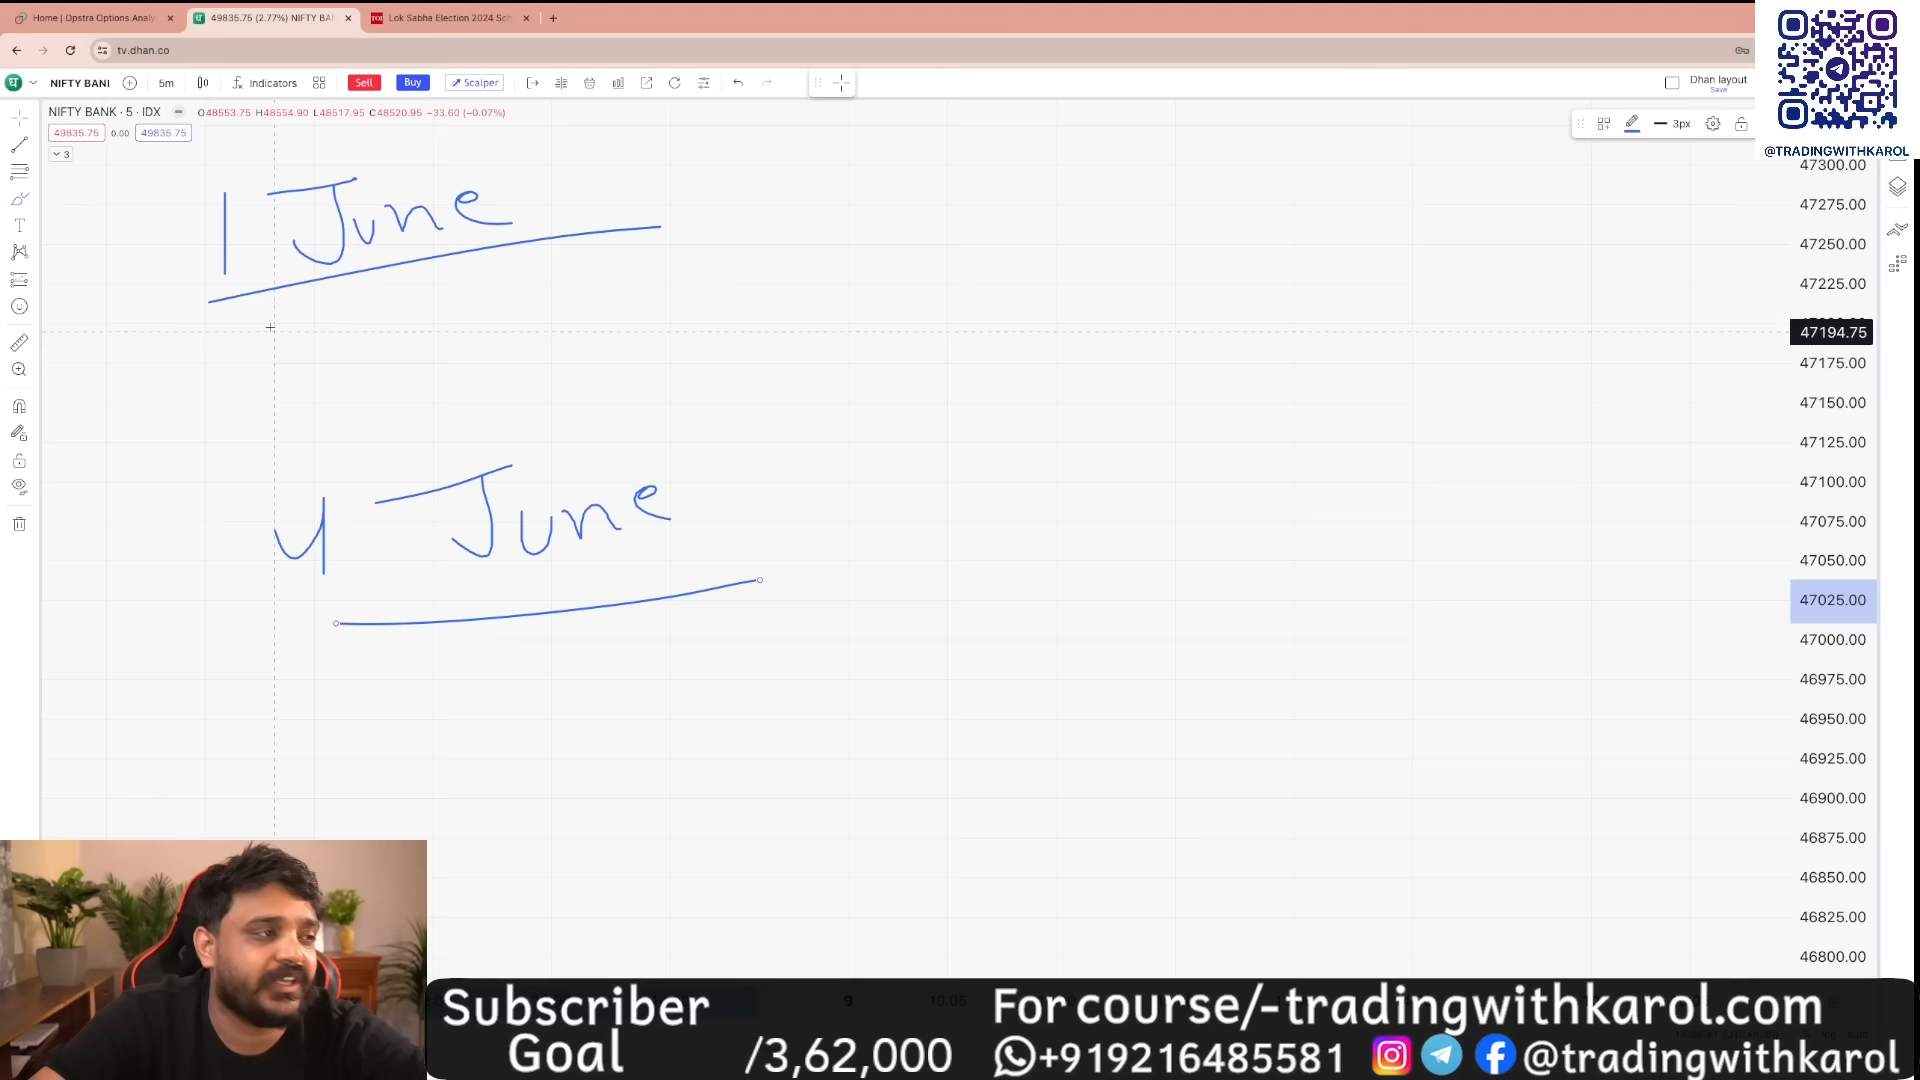 Home | Opstra Options Analy
49835.75 (2.77%) NIFTY BA
TOI Lok Sabha Election 2024 Sch
tv.dhan.co
NIFTY BANI 5m Indicators Sell Buy Scalper
Dhan layout
Save
NIFTY BANK · 5 · IDX O48553.75 H48554.90 L48517.95 C48520.95 −33.60 (−0.07%)
49835.75 0.00 49835.75
3
3px
@TRADINGWITHKAROL
1 June
4 June
47300.00
47275.00
47250.00
47225.00
47194.75
47175.00
47150.00
47125.00
47100.00
47075.00
47050.00
47025.00
47000.00
46975.00
46950.00
46925.00
46900.00
46875.00
46850.00
46825.00
46800.00
9 10:05
Subscriber
Goal /3,62,000
For course/-tradingwithkarol.com
+919216485581 @tradingwithkarol